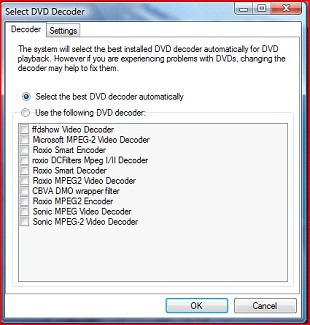 Select DVD Decoder
Decoder
Settings
The system will select the best installed DVD decoder automatically for DVD
playback. However if you are experiencing problems with DVDs, changing the
decoder may help to fix them.
Select the best DVD decoder automatically
Use the following DVD decoder:
ffdshow Video Decoder
Microsoft MPEG-2 Video Decoder
Roxio Smart Encoder
roxio DCFilters Mpeg I/II Decoder
Roxio Smart Decoder
Roxio MPEG2 Video Decoder
CBVA DMO wrapper filter
Roxio MPEG2 Encoder
Sonic MPEG Video Decoder
Sonic MPEG-2 Video Decoder
OK
Cancel